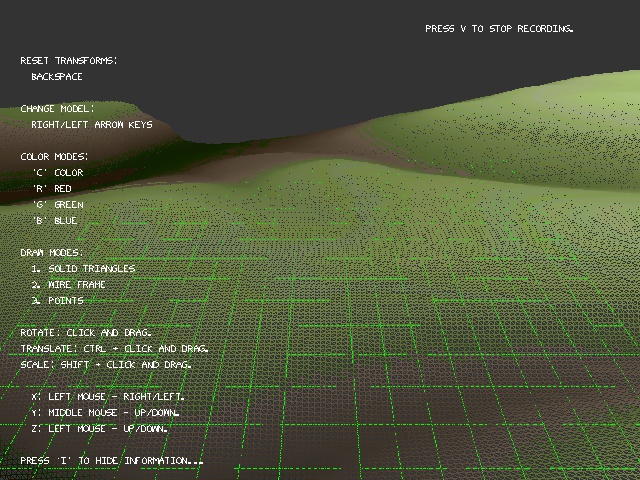 PRESS V TO STOP RECORDING.
RESET TRANSFORMS:
BACKSPACE
CHANGE MODEL:
RIGHT/LEFT ARROW KEYS
COLOR MODES:
'C' COLOR
'R' RED
'G' GREEN
'B' BLUE
DRAW MODES:
1. SOLID TRIANGLES
2. WIRE FRAME
3. POINTS
ROTATE: CLICK AND DRAG.
TRANSLATE: CTRL + CLICK AND DRAG.
SCALE: SHIFT + CLICK AND DRAG.
X: LEFT MOUSE - RIGHT/LEFT.
Y: MIDDLE MOUSE - UP/DOWN.
Z: LEFT MOUSE - UP/DOWN.
PRESS 'I' TO HIDE INFORMATION...